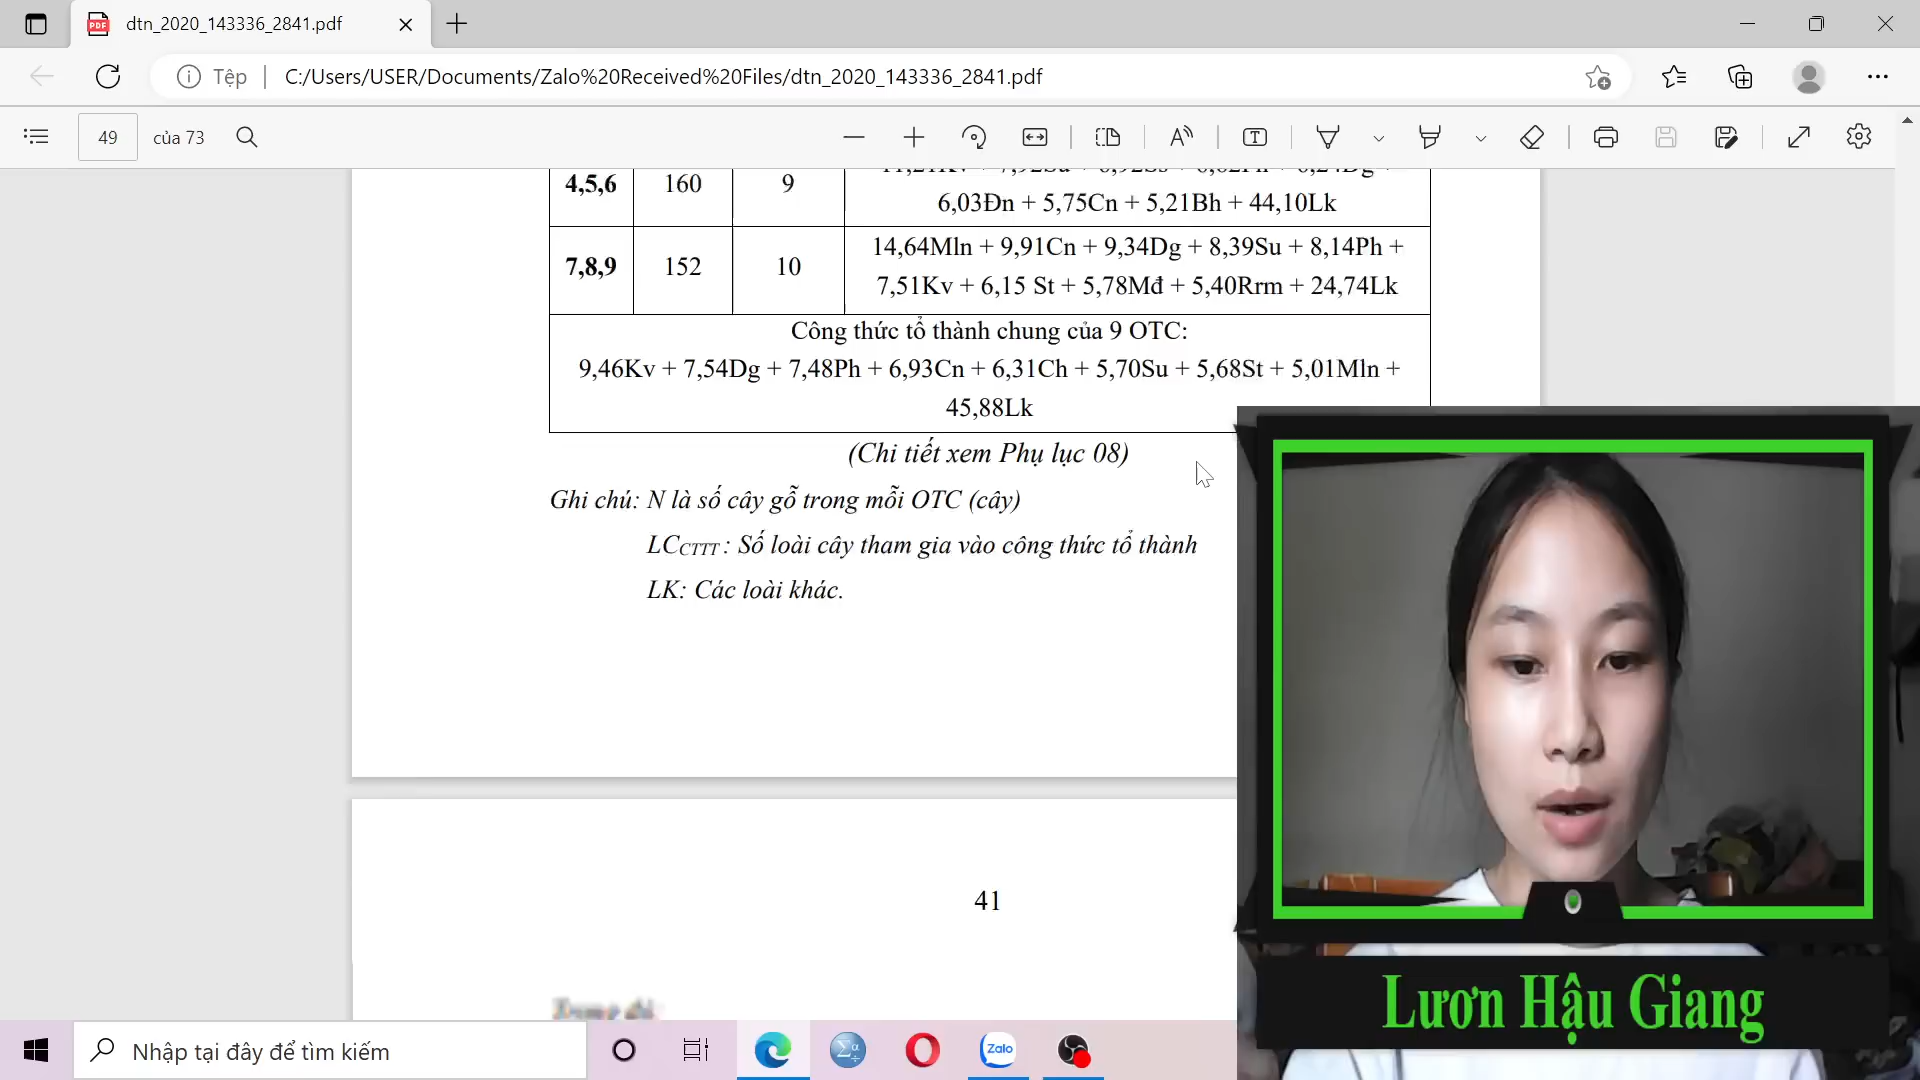 dtn_2020_143336_2841.pdf
Tệp
C:/Users/USER/Documents/Zalo%20Received%20Files/dtn_2020_143336_2841.pdf
49 của 73
4,5,6 160 9
6,03Đn + 5,75Cn + 5,21Bh + 44,10Lk
7,8,9 152 10
14,64Mln + 9,91Cn + 9,34Dg + 8,39Su + 8,14Ph +
7,51Kv + 6,15 St + 5,78Mđ + 5,40Rrm + 24,74Lk
Công thức tổ thành chung của 9 OTC:
9,46Kv + 7,54Dg + 7,48Ph + 6,93Cn + 6,31Ch + 5,70Su + 5,68St + 5,01Mln +
45,88Lk
(Chi tiết xem Phụ lục 08)
Ghi chú: N là số cây gỗ trong mỗi OTC (cây)
LCCTTT : Số loài cây tham gia vào công thức tổ thành
LK: Các loài khác.
41
Lươn Hậu Giang
Nhập tại đây để tìm kiếm
Zalo